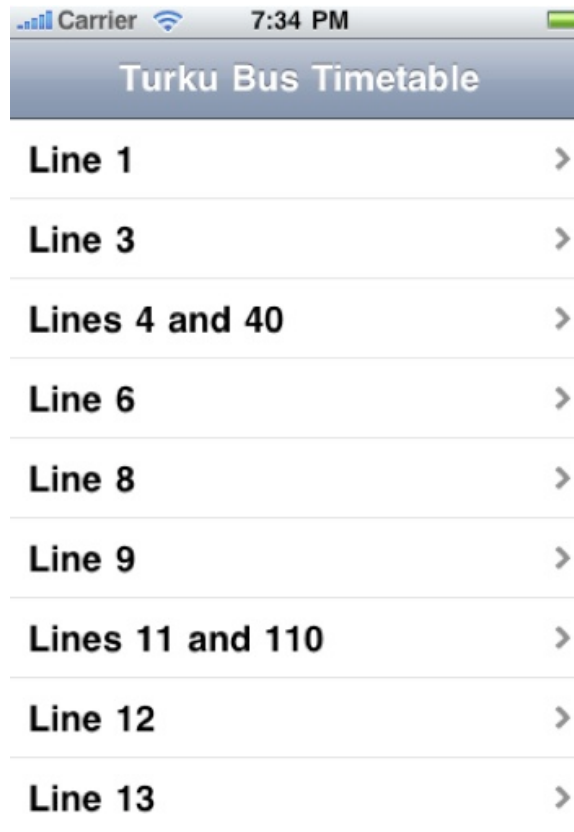 Carrier 7:34 PM
Turku Bus Timetable
Line 1
Line 3
Lines 4 and 40
Line 6
Line 8
Line 9
Lines 11 and 110
Line 12
Line 13